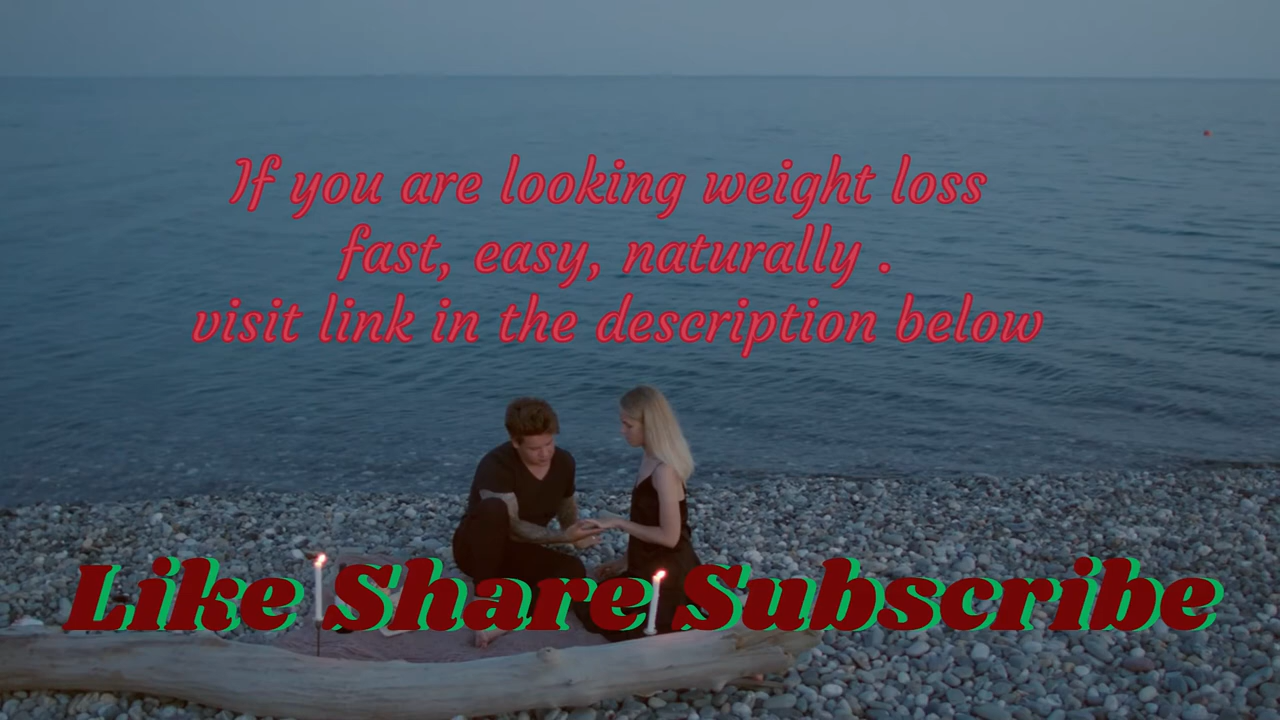 If you are looking weight loss
fast, easy, naturally .
visit link in the description below
Like Share Subscribe